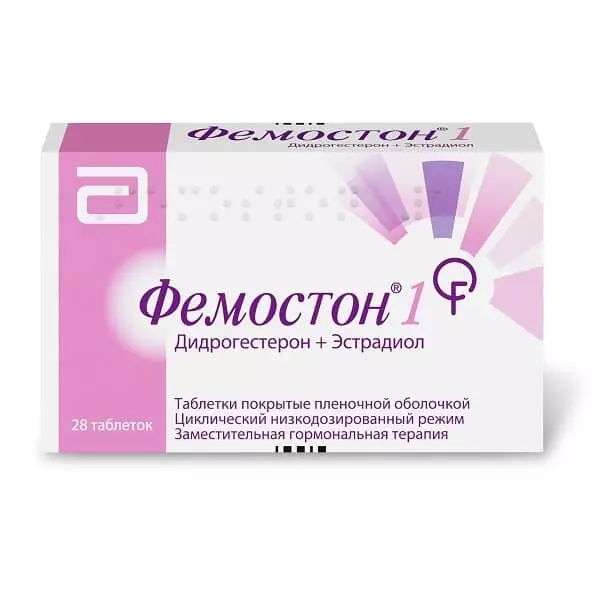 Фемостон® 1
Дидрогестерон + Эстрадиол
Фемостон® 1
Дидрогестерон + Эстрадиол
Таблетки покрытые пленочной оболочкой
Циклический низкодозированный режим
Заместительная гормональная терапия
28 таблеток